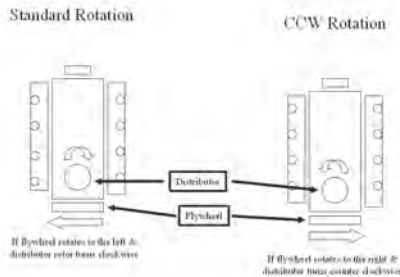 Standard Rotation
CCW Rotation
Distributor
Flywheel
If flywheel rotates to the left &
distributor rotor turns clockwise
If flywheel rotates to the right &
distributor turns counter clockwise